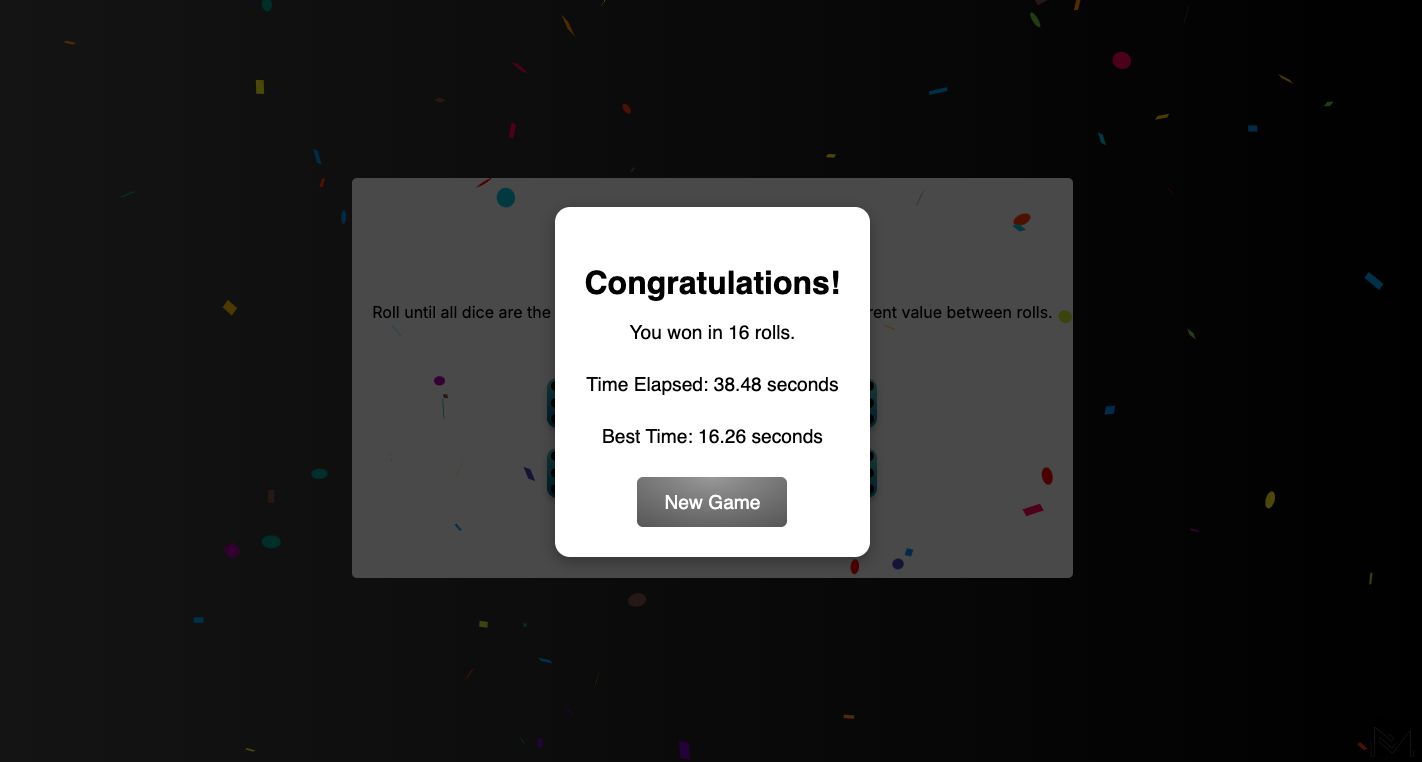 Congratulations!
Roll until all dice are the
rent value between rolls.
You won in 16 rolls.
Time Elapsed: 38.48 seconds
Best Time: 16.26 seconds
New Game